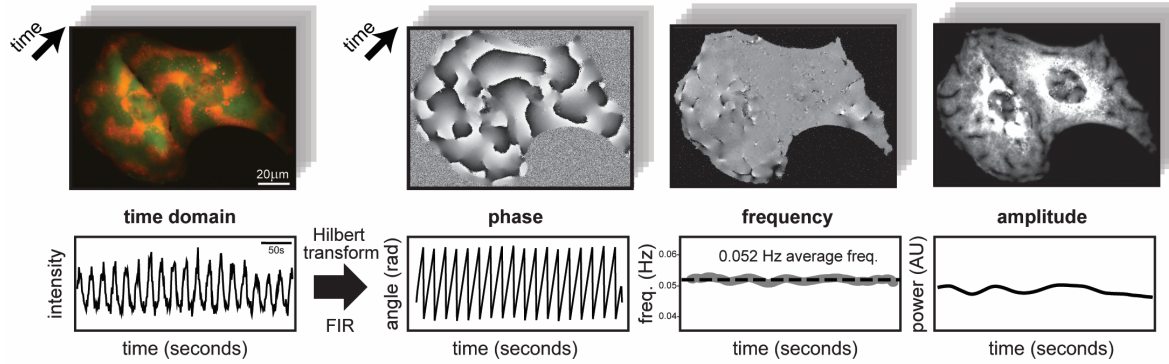 time
time
20μm
time domain
phase
frequency
amplitude
intensity
50s
Hilbert
transform
FIR
angle (rad)
freq. (Hz)
0.06
0.05
0.04
0.052 Hz average freq.
power (AU)
time (seconds)
time (seconds)
time (seconds)
time (seconds)